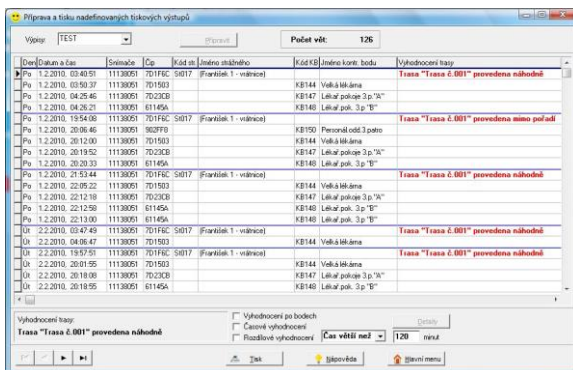 Příprava a tisku nadefinovaných tiskových výstupů
Výpisy: TEST Připravit Počet vět: 126
Den Datum a čas Snímače Čip Kód str. Jméno strážného Kód KB Jméno kontr. bodu Vyhodnocení trasy
Po 1.2.2010, 03:40:51 11138051 7D1F6C St017 (František 1 - vrátnice) Trasa "Trasa č.001" provedena náhodně
Po 1.2.2010, 03:50:37 11138051 7D1503 KB144 Velká lékárna
Po 1.2.2010, 04:25:46 11138051 7D23CB KB147 Lékař.pokoje 3.p."A"
Po 1.2.2010, 04:26:21 11138051 61145A KB148 Lékař.pok. 3.p "B"
Po 1.2.2010, 19:54:08 11138051 7D1F6C St017 (František 1 - vrátnice) Trasa "Trasa č.001" provedena mimo pořadí
Po 1.2.2010, 20:06:46 11138051 902FF8 KB150 Personál.odd.3.patro
Po 1.2.2010, 20:12:00 11138051 7D1503 KB144 Velká lékárna
Po 1.2.2010, 20:19:52 11138051 7D23CB KB147 Lékař.pokoje 3.p."A"
Po 1.2.2010, 20:20:33 11138051 61145A KB148 Lékař.pok. 3.p "B"
Po 1.2.2010, 21:53:44 11138051 7D1F6C St017 (František 1 - vrátnice) Trasa "Trasa č.001" provedena náhodně
Po 1.2.2010, 22:05:22 11138051 7D1503 KB144 Velká lékárna
Po 1.2.2010, 22:12:18 11138051 7D23CB KB147 Lékař.pokoje 3.p."A"
Po 1.2.2010, 22:12:58 11138051 61145A KB148 Lékař.pok. 3.p "B"
Po 1.2.2010, 22:13:00 11138051 61145A KB148 Lékař.pok. 3.p "B"
Út 2.2.2010, 03:47:49 11138051 7D1F6C St017 (František 1 - vrátnice) Trasa "Trasa č.001" provedena náhodně
Út 2.2.2010, 04:06:47 11138051 7D1503 KB144 Velká lékárna
Út 2.2.2010, 19:57:51 11138051 7D1F6C St017 (František 1 - vrátnice) Trasa "Trasa č.001" provedena náhodně
Út 2.2.2010, 20:01:55 11138051 7D1503 KB144 Velká lékárna
Út 2.2.2010, 20:18:08 11138051 7D23CB KB147 Lékař.pokoje 3.p."A"
Út 2.2.2010, 20:18:55 11138051 61145A KB148 Lékař.pok. 3.p "B"
Vyhodnocení trasy:
Trasa "Trasa č.001" provedena náhodně
Vyhodnocení po bodech
Časové vyhodnocení
Rozdílové vyhodnocení Čas větší než 120 minut
Detaily
Tisk Nápověda Hlavní menu